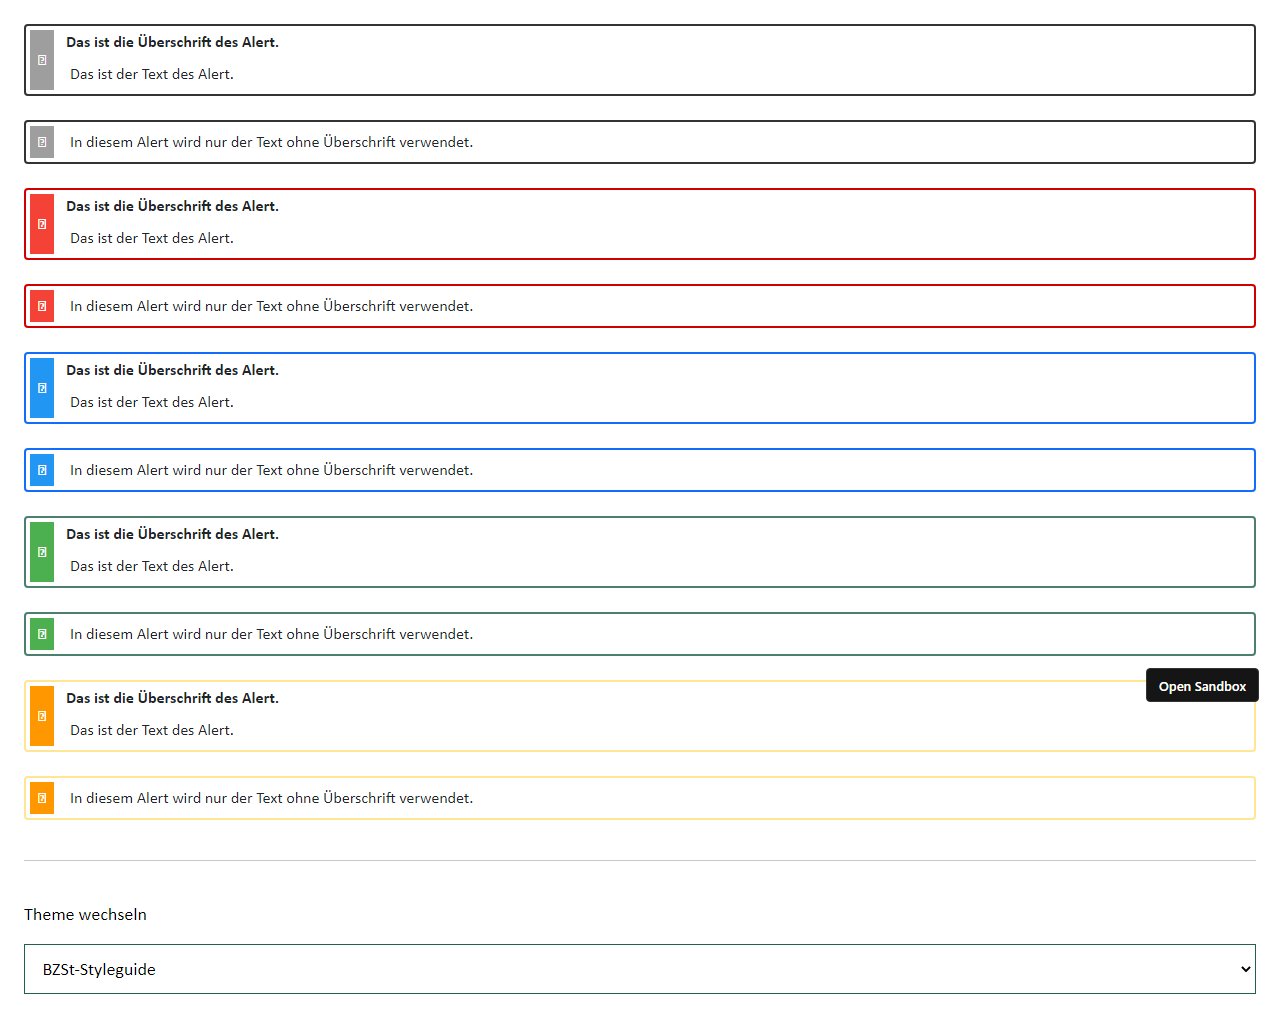 Das ist die Überschrift des Alert.
Das ist der Text des Alert.
In diesem Alert wird nur der Text ohne Überschrift verwendet.
Das ist die Überschrift des Alert.
Das ist der Text des Alert.
In diesem Alert wird nur der Text ohne Überschrift verwendet.
Das ist die Überschrift des Alert.
Das ist der Text des Alert.
In diesem Alert wird nur der Text ohne Überschrift verwendet.
Das ist die Überschrift des Alert.
Das ist der Text des Alert.
In diesem Alert wird nur der Text ohne Überschrift verwendet.
Open Sandbox
Das ist die Überschrift des Alert.
Das ist der Text des Alert.
In diesem Alert wird nur der Text ohne Überschrift verwendet.
Theme wechseln
BZSt-Styleguide